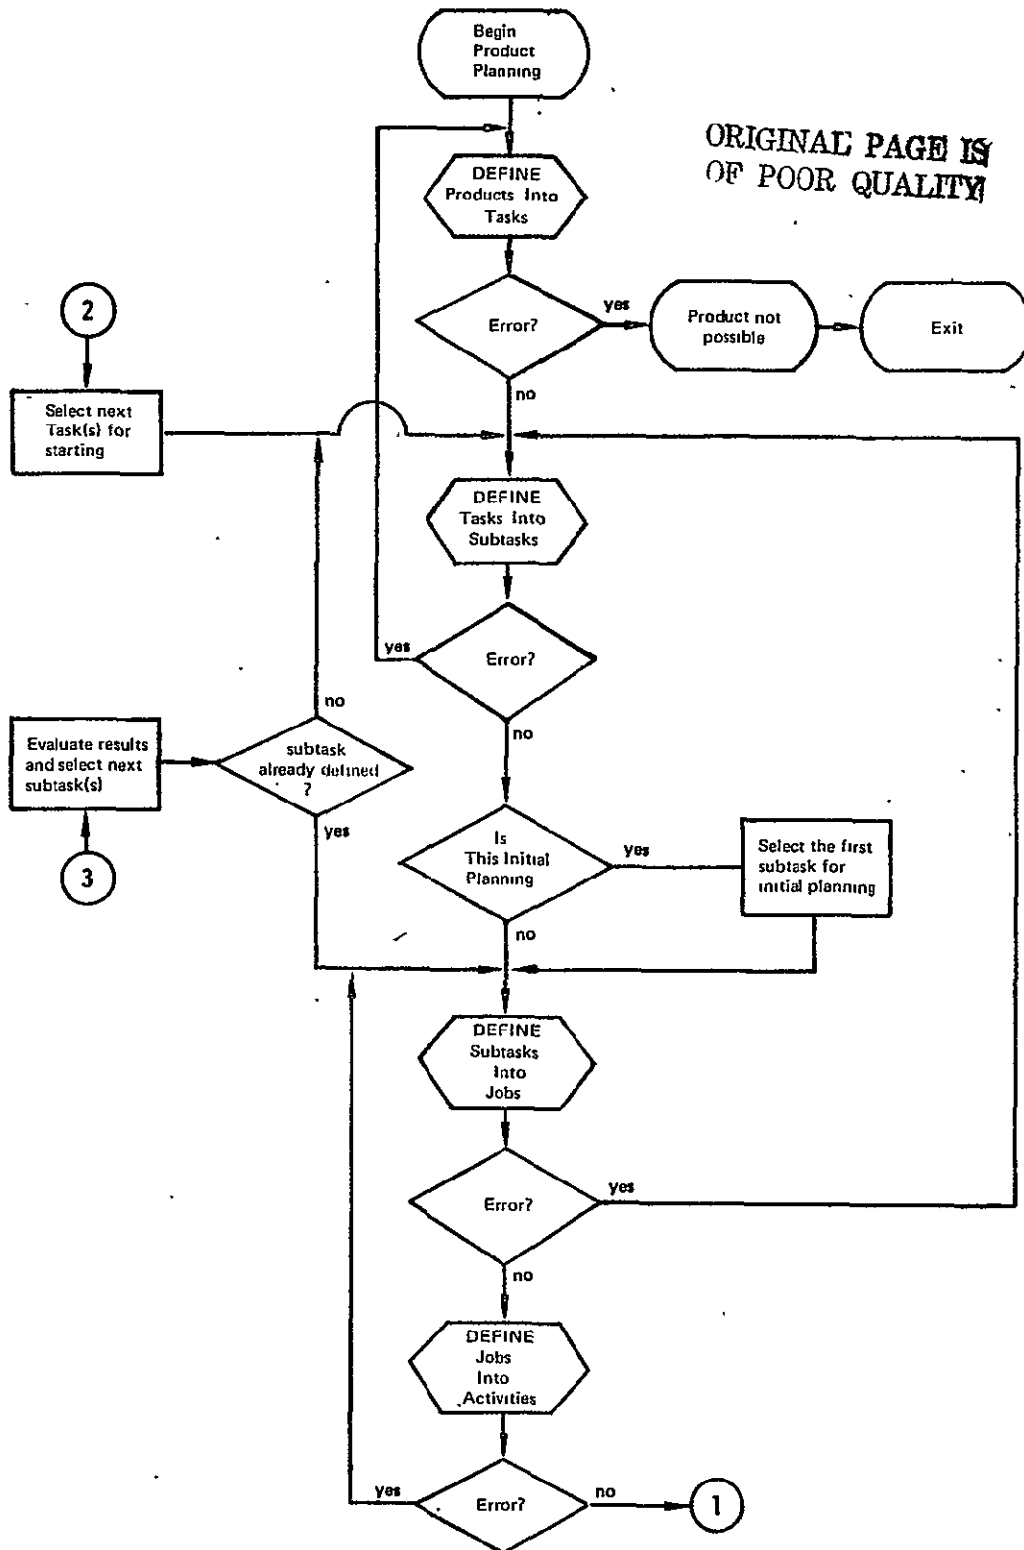 Begin
Product
Planning
ORIGINAL PAGE IS
OF POOR QUALITY
DEFINE
Products Into
Tasks
Error?
yes
Product not
possible
Exit
no
2
Select next
Task(s) for
starting
DEFINE
Tasks Into
Subtasks
yes
Error?
no
no
Evaluate results
and select next
subtask(s)
subtask
already defined
?
yes
3
Is
This Initial
Planning
yes
Select the first
subtask for
initial planning
no
DEFINE
Subtasks
Into
Jobs
Error?
yes
no
DEFINE
Jobs
Into
Activities
yes
Error?
no
1